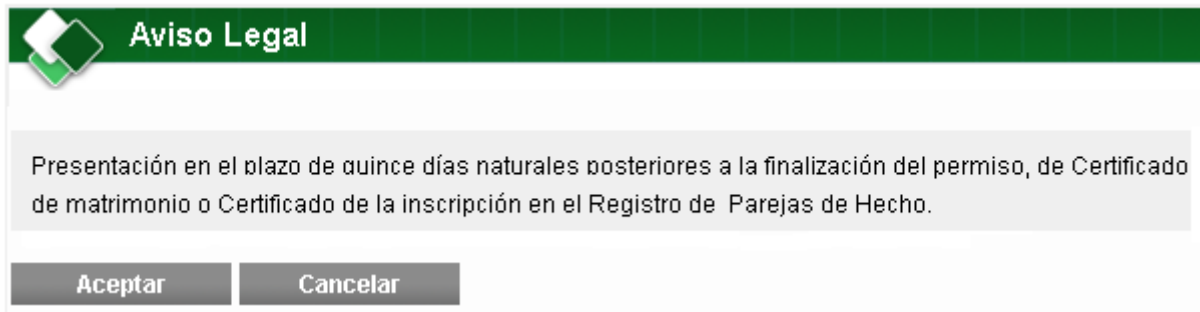 Aviso Legal
Presentación en el plazo de quince días naturales posteriores a la finalización del permiso, de Certificado
de matrimonio o Certificado de la inscripción en el Registro de Parejas de Hecho.
Aceptar
Cancelar